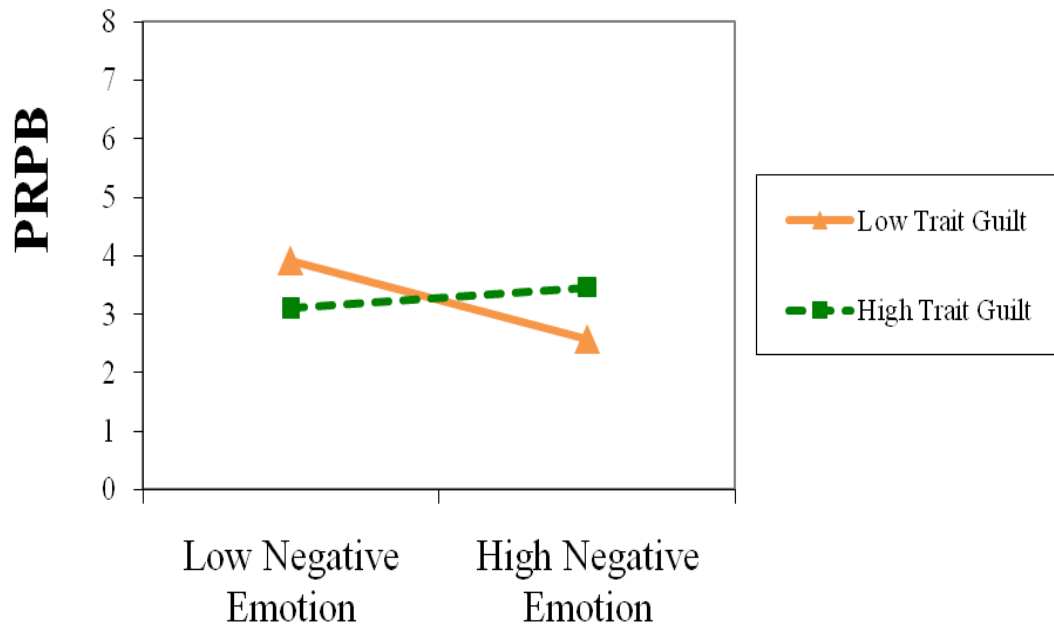 8
7
6
5
4
3
2
1
0
PRPB
Low Negative
Emotion
High Negative
Emotion
Low Trait Guilt
High Trait Guilt